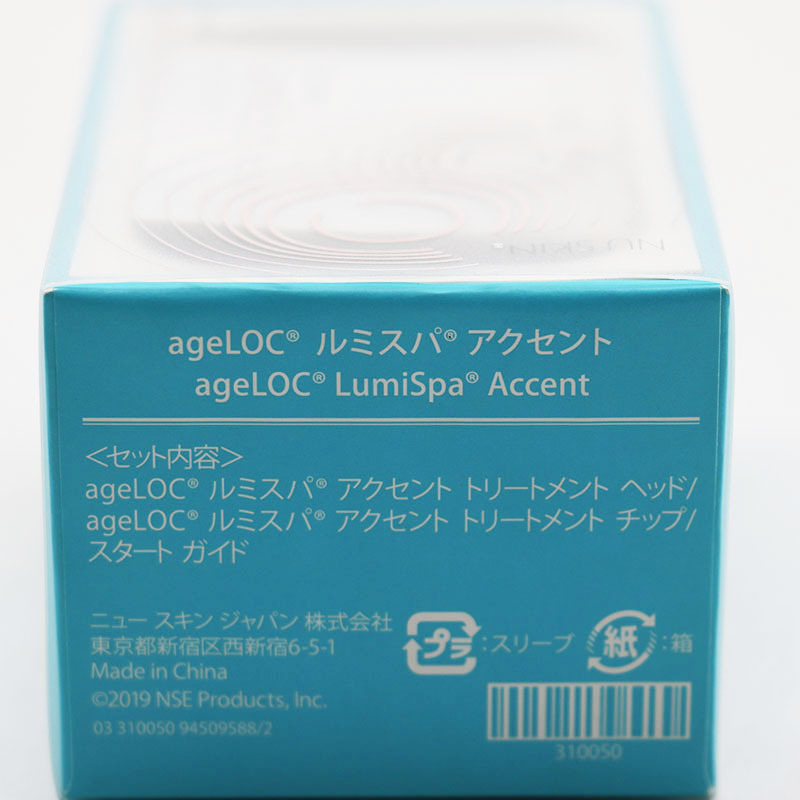 NU SKIN.
ageLOC® ルミスパ® アクセント
ageLOC® LumiSpa® Accent
＜セット内容＞
ageLOC® ルミスパ® アクセント トリートメント ヘッド/
ageLOC® ルミスパ® アクセント トリートメント チップ/
スタート ガイド
ニュー スキン ジャパン 株式会社
東京都新宿区西新宿6-5-1
Made in China
©2019 NSE Products, Inc.
03 310050 94509588/2
プラ:スリーブ
紙:箱
310050